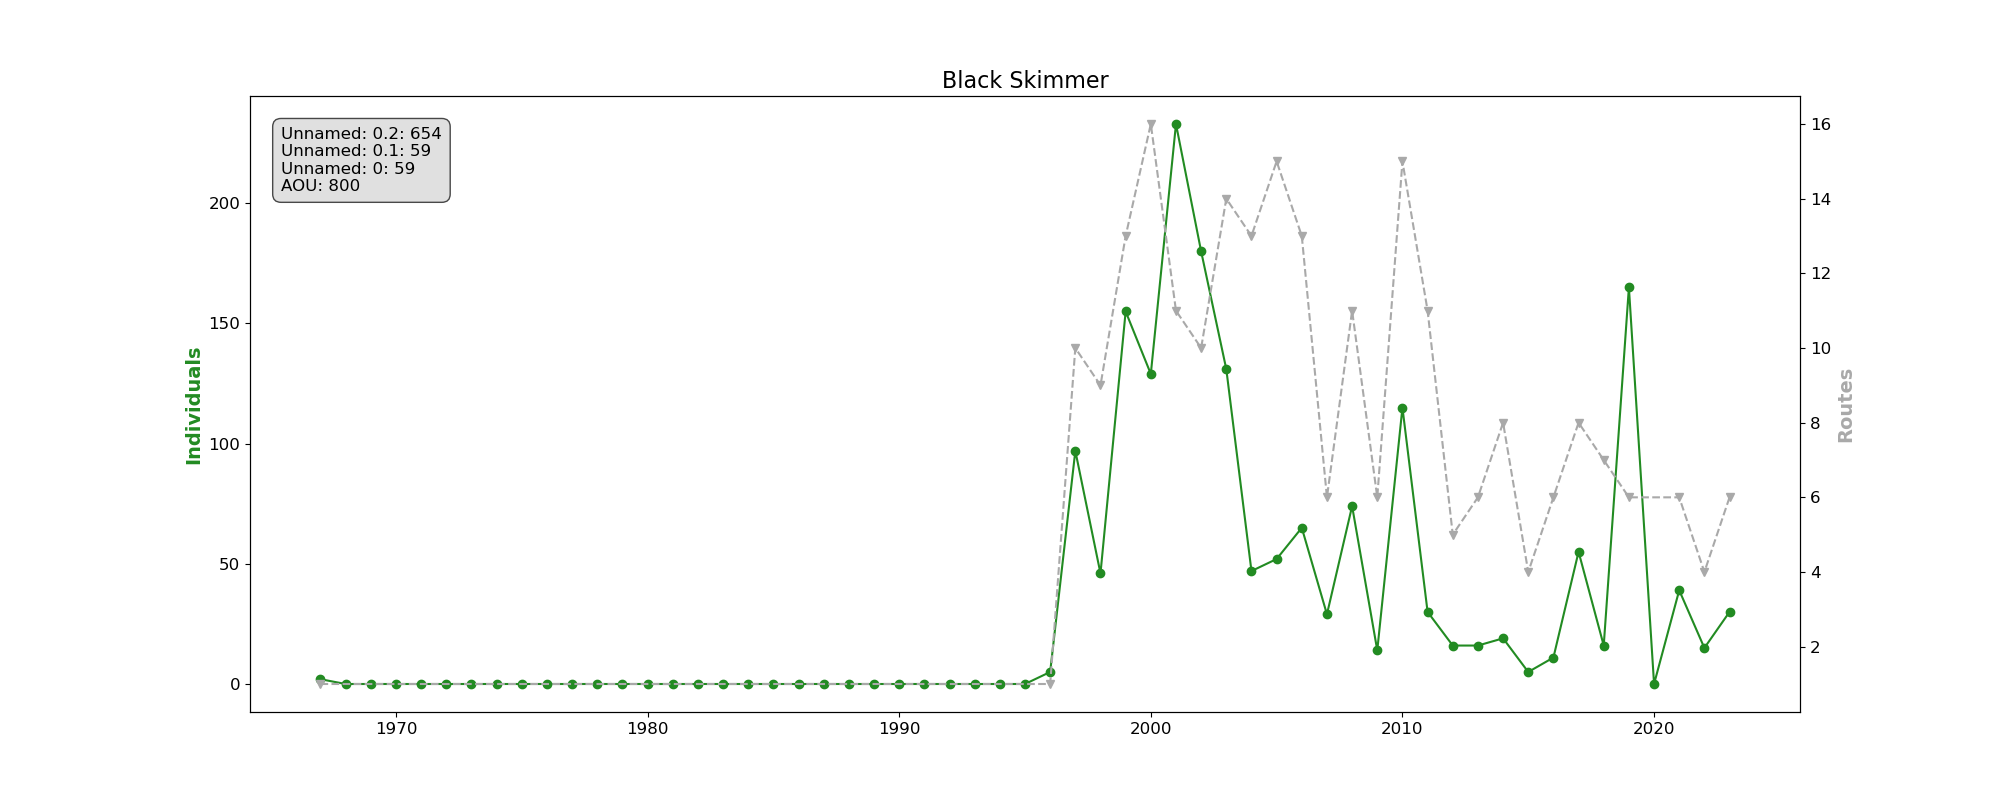 Black Skimmer
Unnamed: 0.2: 654
Unnamed: 0.1: 59
Unnamed: 0: 59
AOU: 800
Individuals
200
150
100
50
0
Routes
16
14
12
10
8
6
4
2
1970 1980 1990 2000 2010 2020